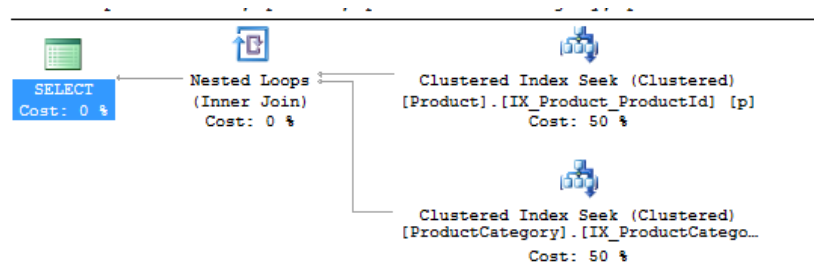 SELECT
Cost: 0 %
Nested Loops
(Inner Join)
Cost: 0 %
Clustered Index Seek (Clustered)
[Product].[IX_Product_ProductId] [p]
Cost: 50 %
Clustered Index Seek (Clustered)
[ProductCategory].[IX_ProductCatego…
Cost: 50 %